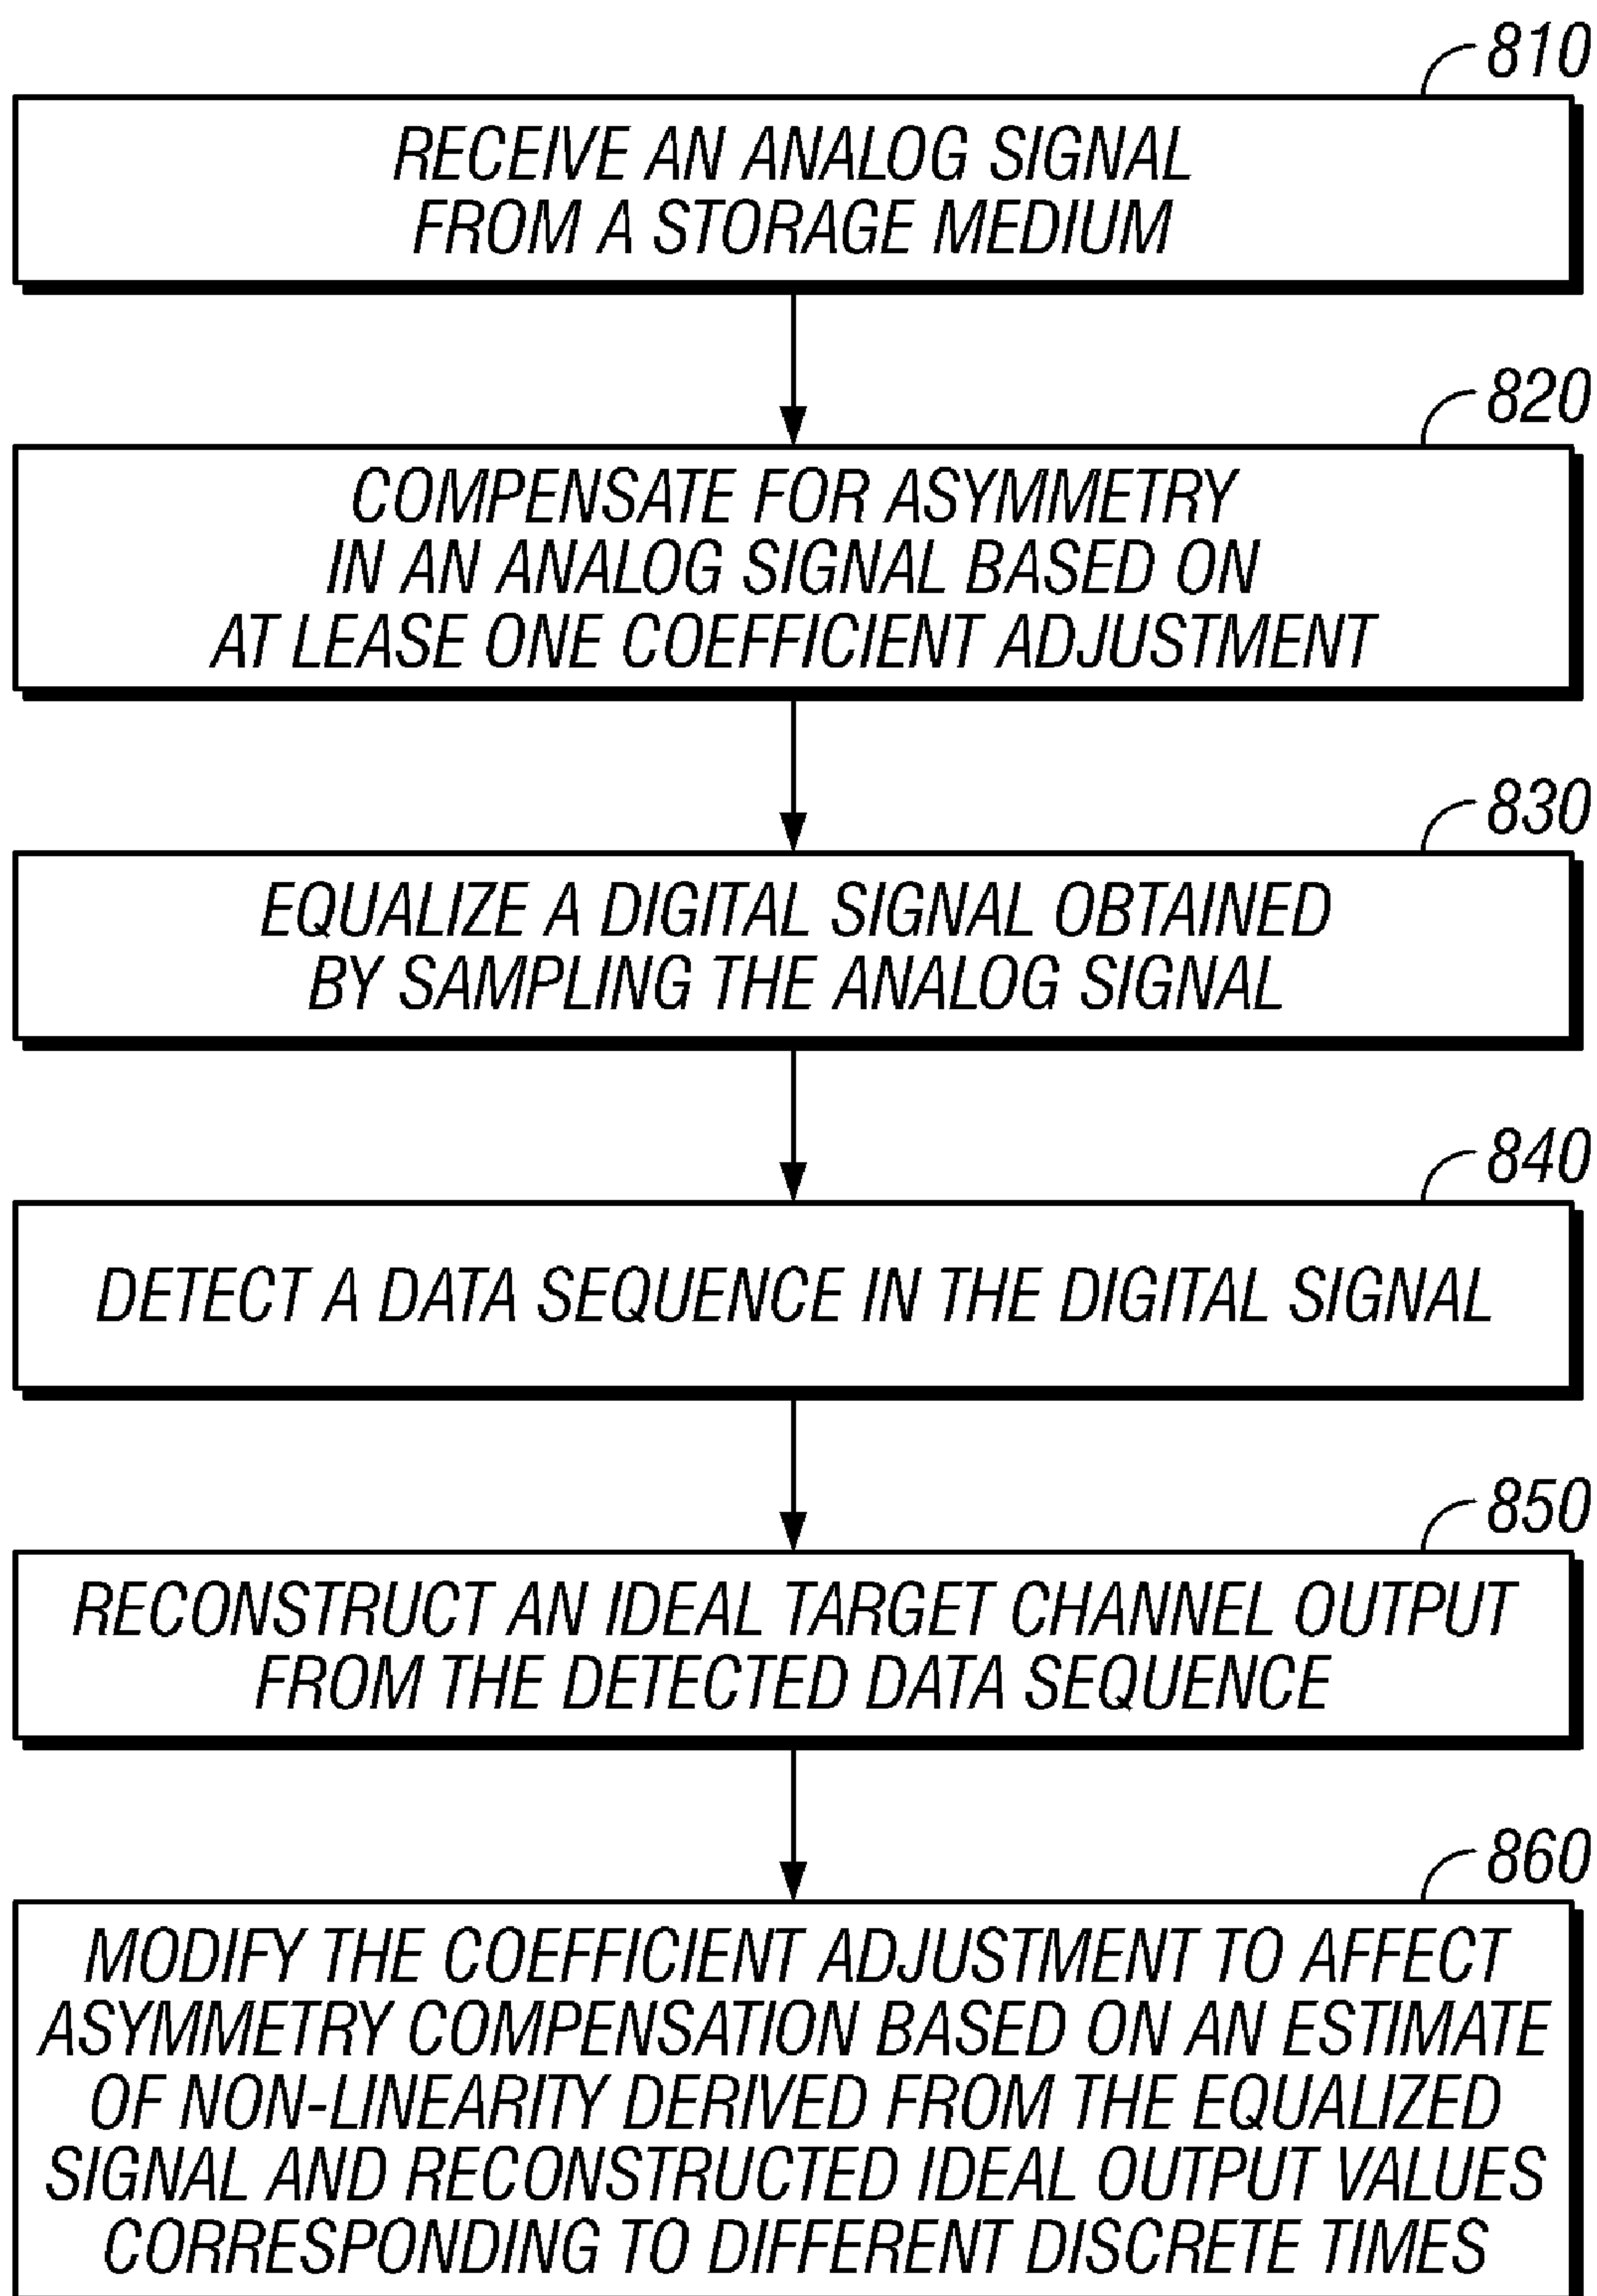 810
RECEIVE AN ANALOG SIGNAL
FROM A STORAGE MEDIUM
820
COMPENSATE FOR ASYMMETRY
IN AN ANALOG SIGNAL BASED ON
AT LEASE ONE COEFFICIENT ADJUSTMENT
830
EQUALIZE A DIGITAL SIGNAL OBTAINED
BY SAMPLING THE ANALOG SIGNAL
840
DETECT A DATA SEQUENCE IN THE DIGITAL SIGNAL
850
RECONSTRUCT AN IDEAL TARGET CHANNEL OUTPUT
FROM THE DETECTED DATA SEQUENCE
860
MODIFY THE COEFFICIENT ADJUSTMENT TO AFFECT
ASYMMETRY COMPENSATION BASED ON AN ESTIMATE
OF NON-LINEARITY DERIVED FROM THE EQUALIZED
SIGNAL AND RECONSTRUCTED IDEAL OUTPUT VALUES
CORRESPONDING TO DIFFERENT DISCRETE TIMES